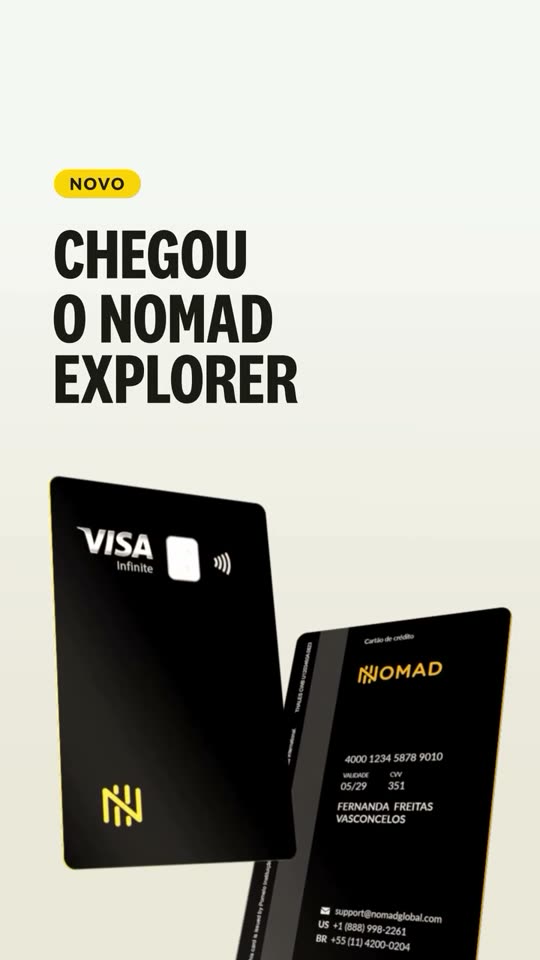 NOVO
CHEGOU
O NOMAD
EXPLORER
VISA
Infinite
Cartão de crédito
NOMAD
4000 1234 5878 9010
VALIDADE CVV
05/29 351
FERNANDA FREITAS
VASCONCELOS
support@nomadglobal.com
US +1 (888) 998-2261
BR +55 (11) 4200-0204